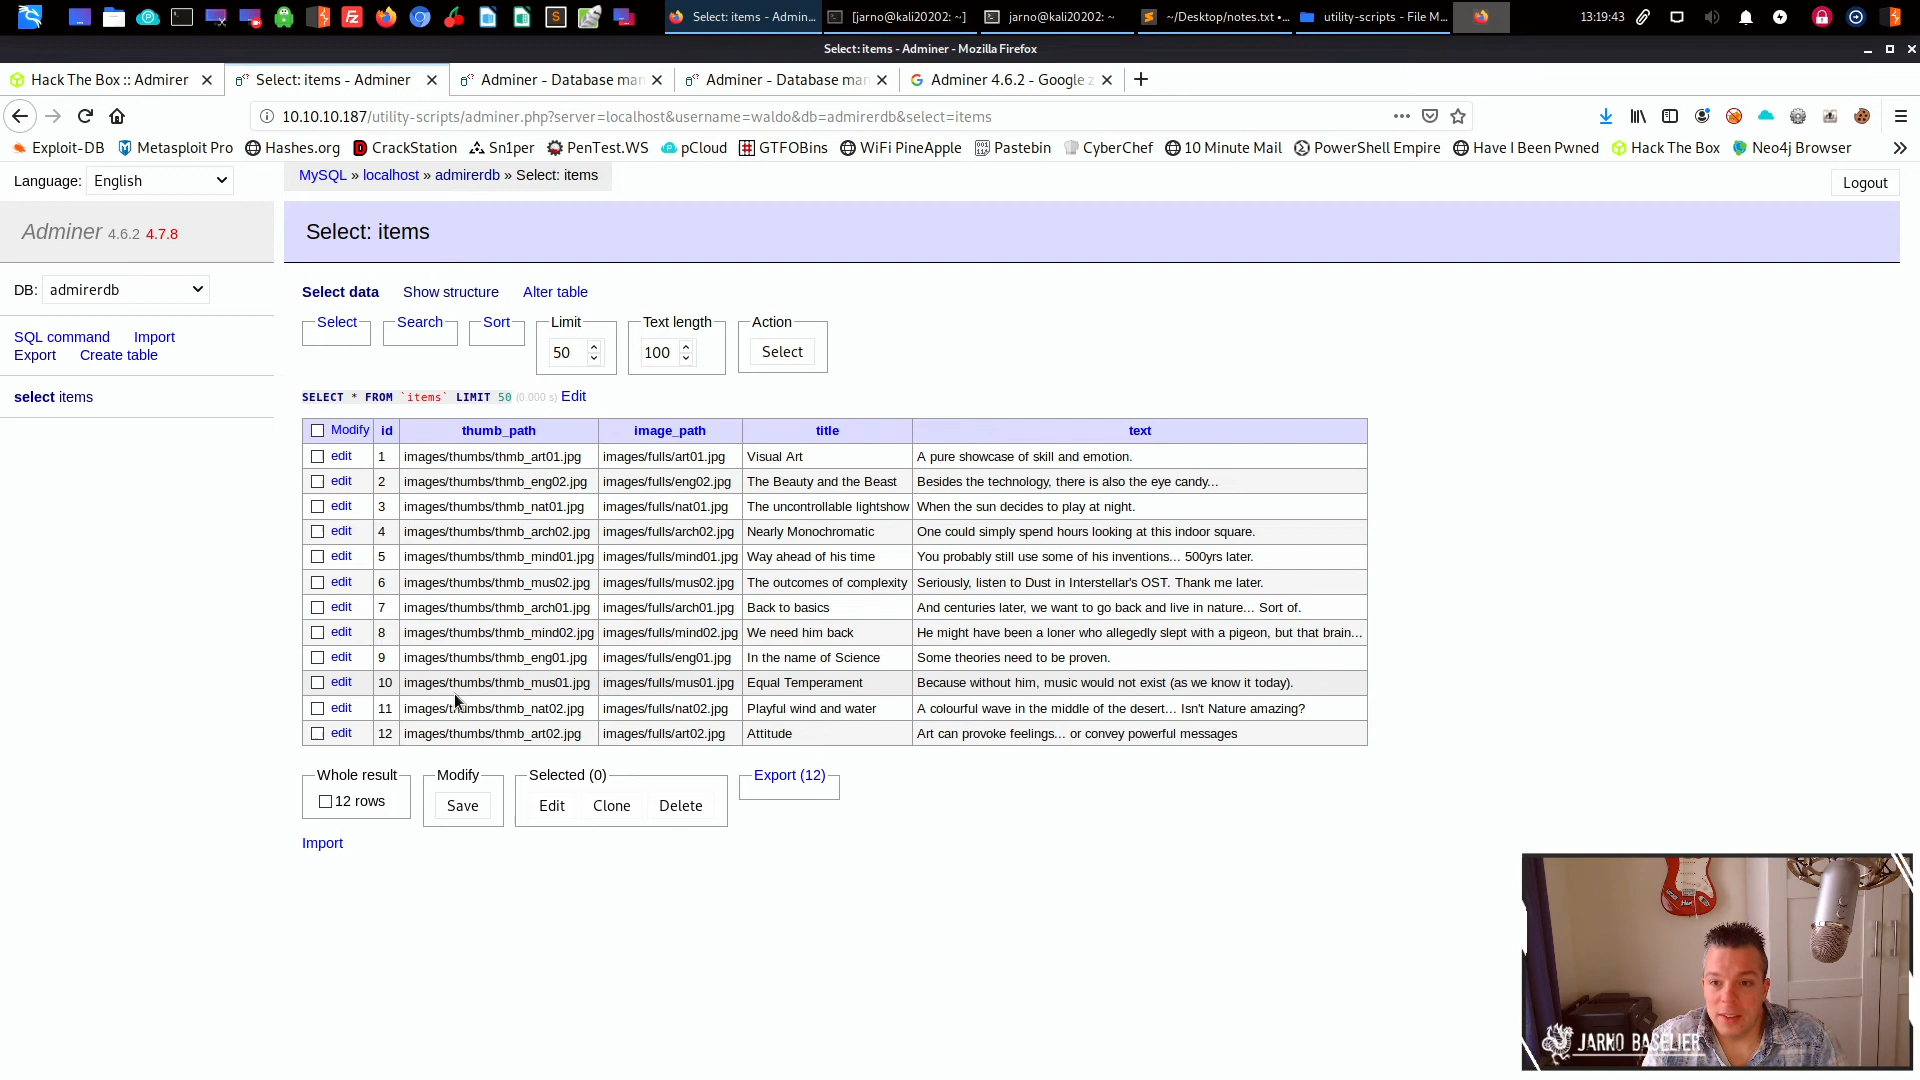 Select: items - Admin...
[jarno@kali20202: ~]
jarno@kali20202: ~
~/Desktop/notes.txt •...
utility-scripts - File M...
13:19:43
Select: items - Adminer - Mozilla Firefox
Hack The Box :: Admirer
Select: items - Adminer
Adminer - Database man
Adminer - Database man
Adminer 4.6.2 - Google z
10.10.10.187/utility-scripts/adminer.php?server=localhost&username=waldo&db=admirerdb&select=items
Exploit-DB
Metasploit Pro
Hashes.org
CrackStation
Sn1per
PenTest.WS
pCloud
GTFOBins
WiFi PineApple
Pastebin
CyberChef
10 Minute Mail
PowerShell Empire
Have I Been Pwned
Hack The Box
Neo4j Browser
Language: English
MySQL » localhost » admirerdb » Select: items
Logout
Adminer 4.6.2 4.7.8
Select: items
DB: admirerdb
Select data Show structure Alter table
SQL command Import
Export Create table
select items
Select
Search
Sort
Limit
50
Text length
100
Action
Select
SELECT * FROM `items` LIMIT 50 (0.000 s) Edit
Modify id thumb_path image_path title text
edit 1 images/thumbs/thmb_art01.jpg images/fulls/art01.jpg Visual Art A pure showcase of skill and emotion.
edit 2 images/thumbs/thmb_eng02.jpg images/fulls/eng02.jpg The Beauty and the Beast Besides the technology, there is also the eye candy...
edit 3 images/thumbs/thmb_nat01.jpg images/fulls/nat01.jpg The uncontrollable lightshow When the sun decides to play at night.
edit 4 images/thumbs/thmb_arch02.jpg images/fulls/arch02.jpg Nearly Monochromatic One could simply spend hours looking at this indoor square.
edit 5 images/thumbs/thmb_mind01.jpg images/fulls/mind01.jpg Way ahead of his time You probably still use some of his inventions... 500yrs later.
edit 6 images/thumbs/thmb_mus02.jpg images/fulls/mus02.jpg The outcomes of complexity Seriously, listen to Dust in Interstellar's OST. Thank me later.
edit 7 images/thumbs/thmb_arch01.jpg images/fulls/arch01.jpg Back to basics And centuries later, we want to go back and live in nature... Sort of.
edit 8 images/thumbs/thmb_mind02.jpg images/fulls/mind02.jpg We need him back He might have been a loner who allegedly slept with a pigeon, but that brain...
edit 9 images/thumbs/thmb_eng01.jpg images/fulls/eng01.jpg In the name of Science Some theories need to be proven.
edit 10 images/thumbs/thmb_mus01.jpg images/fulls/mus01.jpg Equal Temperament Because without him, music would not exist (as we know it today).
edit 11 images/thumbs/thmb_nat02.jpg images/fulls/nat02.jpg Playful wind and water A colourful wave in the middle of the desert... Isn't Nature amazing?
edit 12 images/thumbs/thmb_art02.jpg images/fulls/art02.jpg Attitude Art can provoke feelings... or convey powerful messages
Whole result
12 rows
Modify
Save
Selected (0)
Edit Clone Delete
Export (12)
Import
JARNO BASELIER